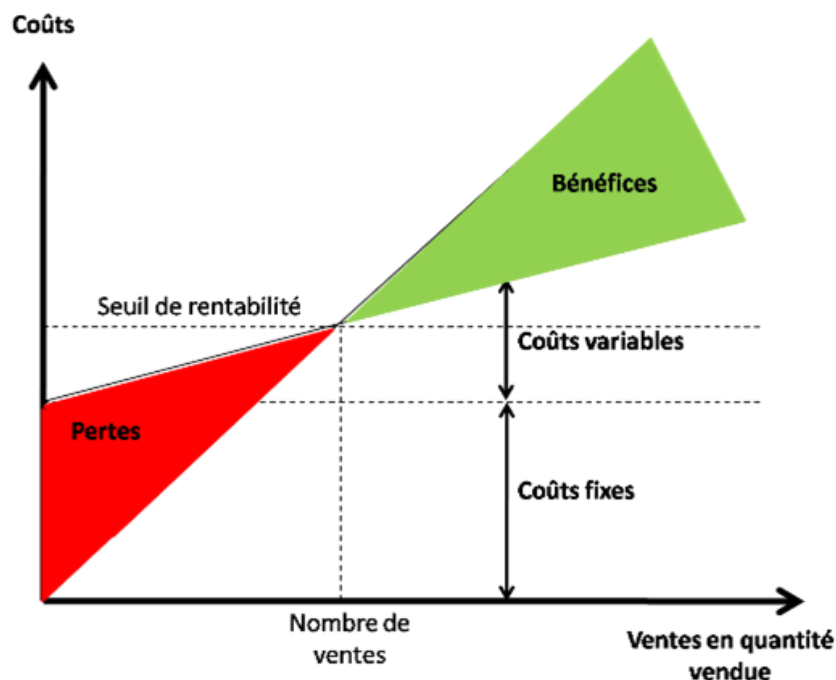 Coûts
Bénéfices
Seuil de rentabilité
Coûts variables
Pertes
Coûts fixes
Nombre de
ventes
Ventes en quantité
vendue